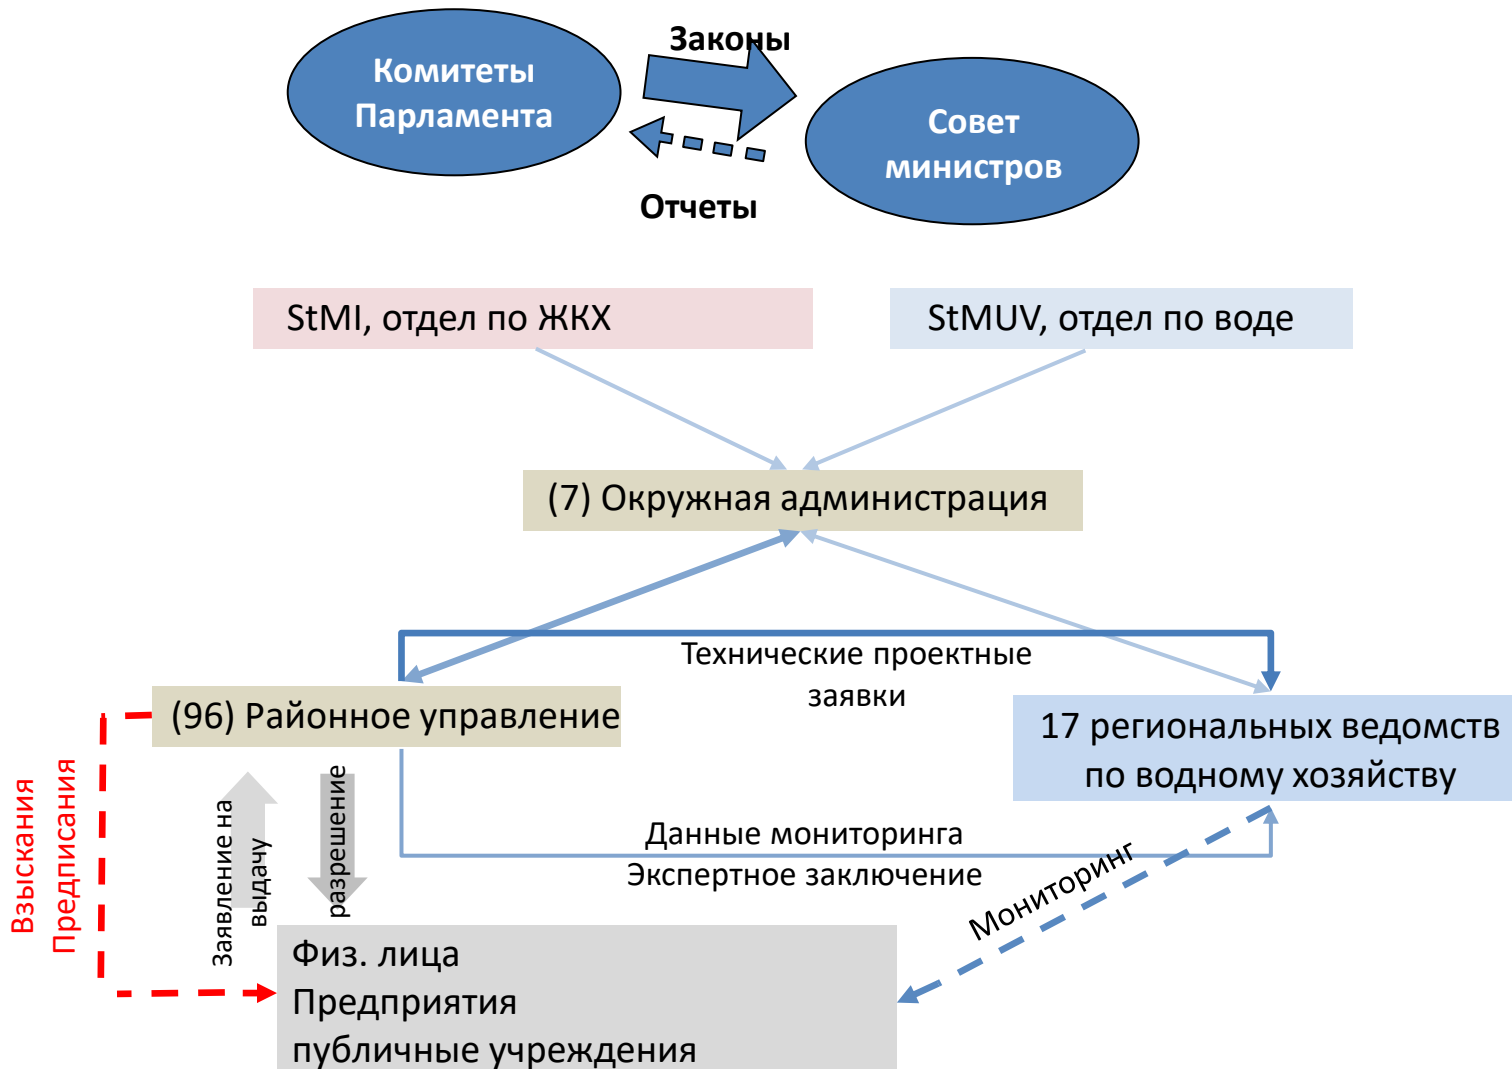 Законы
Комитеты
Парламента
Совет
министров
Отчеты
StMI, отдел по ЖКХ
StMUV, отдел по воде
(7) Окружная администрация
Технические проектные
заявки
(96) Районное управление
17 региональных ведомств
по водному хозяйству
Взыскания
Предписания
Заявление на
выдачу
разрешение
Данные мониторинга
Экспертное заключение
Мониторинг
Физ. лица
Предприятия
публичные учреждения